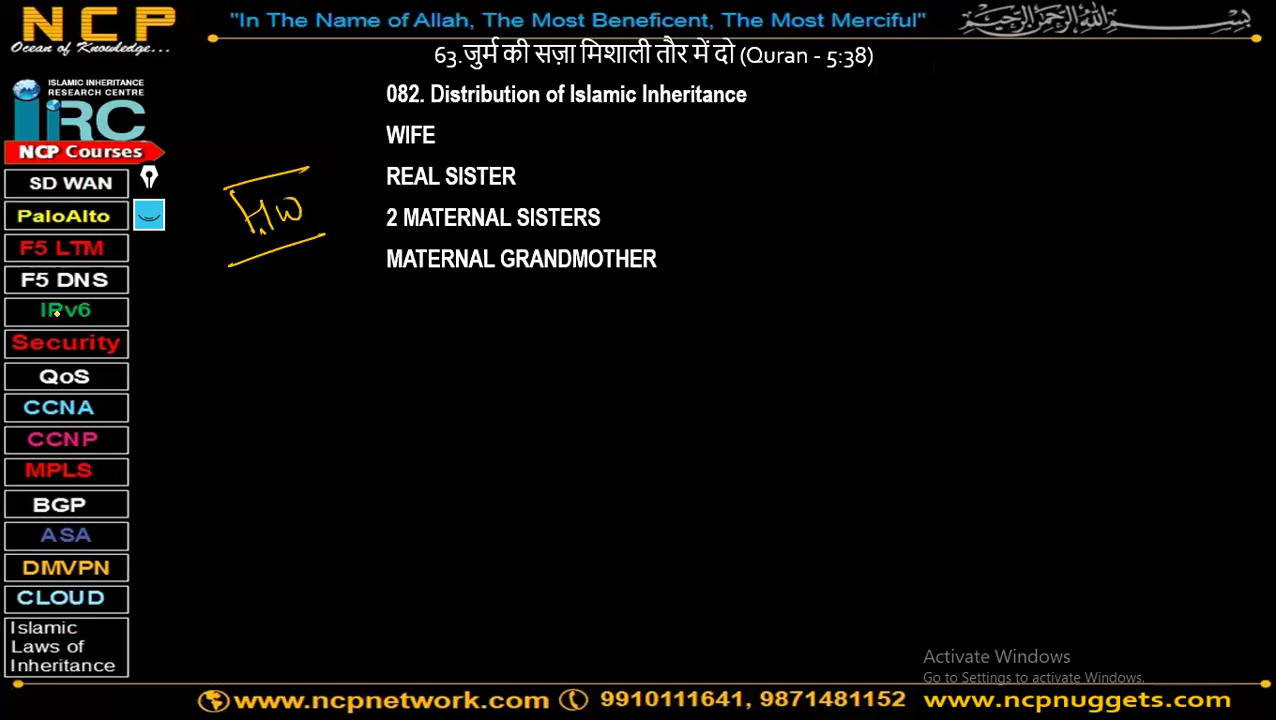 NCP
Ocean of Knowledge...
"In The Name of Allah, The Most Beneficent, The Most Merciful"
بسم الله الرحمن الرحيم
63.जुर्म की सज़ा मिशाली तौर में दो (Quran - 5:38)
ISLAMIC INHERITANCE
RESEARCH CENTRE
iRC
NCP Courses
SD WAN
PaloAlto
F5 LTM
F5 DNS
IPv6
Security
QoS
CCNA
CCNP
MPLS
BGP
ASA
DMVPN
CLOUD
Islamic
Laws of
Inheritance
082. Distribution of Islamic Inheritance
WIFE
REAL SISTER
2 MATERNAL SISTERS
MATERNAL GRANDMOTHER
H.W
Activate Windows
Go to Settings to activate Windows.
www.ncpnetwork.com 9910111641, 9871481152 www.ncpnuggets.com